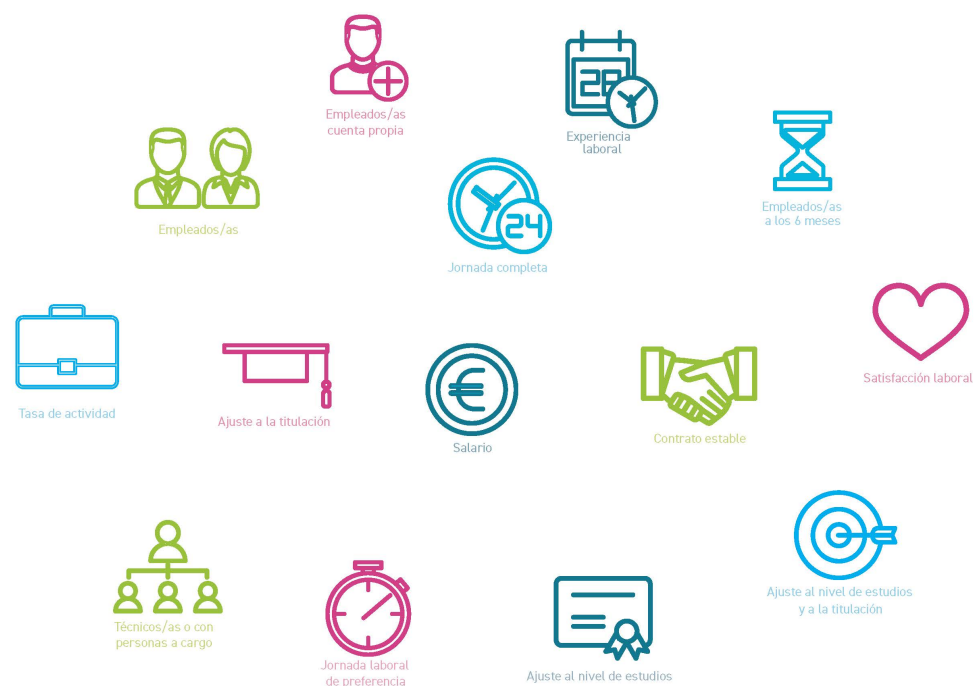 Empleados/as
cuenta propia
28
Experiencia
laboral
Empleados/as
24
Jornada completa
Empleados/as
a los 6 meses
Tasa de actividad
Ajuste a la titulación
€
Salario
Contrato estable
Satisfacción laboral
Técnicos/as o con
personas a cargo
Jornada laboral
de preferencia
Ajuste al nivel de estudios
Ajuste al nivel de estudios
y a la titulación